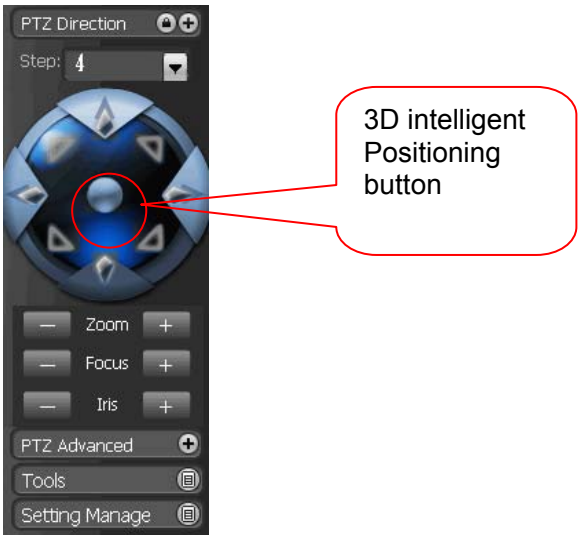 PTZ Direction
Step: 4
3D intelligent
Positioning
button
Zoom
Focus
Iris
PTZ Advanced
Tools
Setting Manage